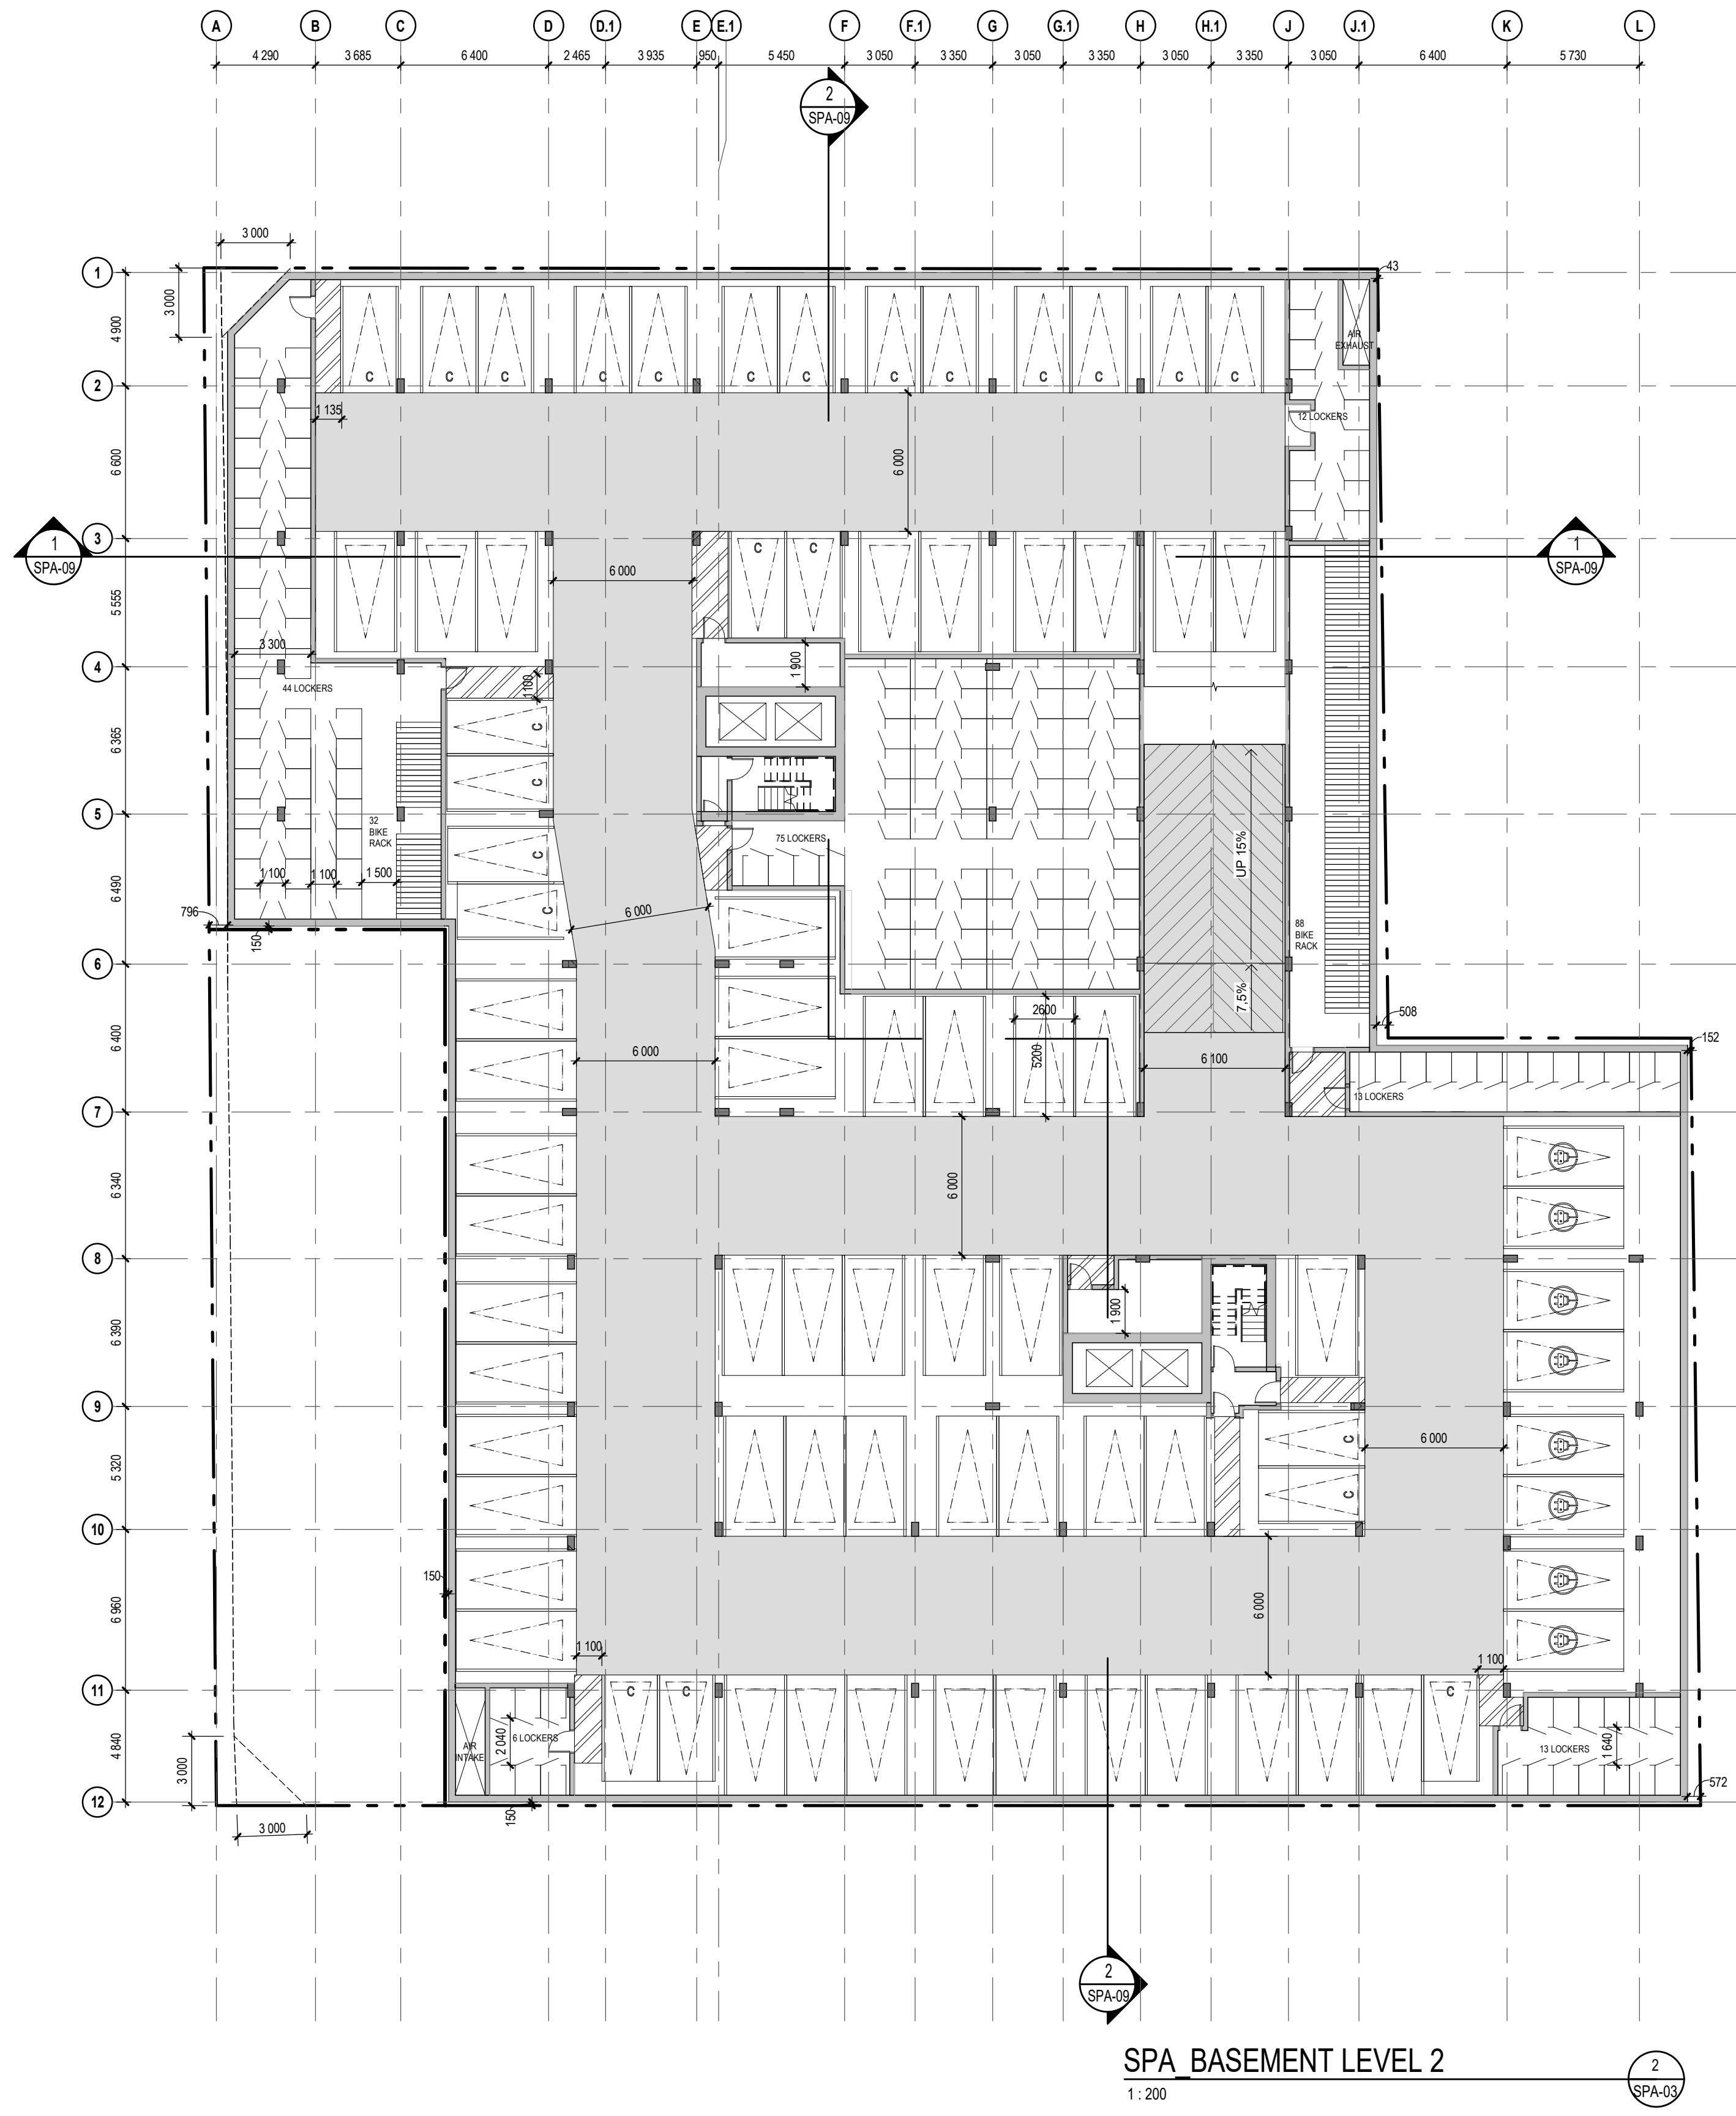 A B C D D.1 E E.1 F F.1 G G.1 H H.1 J J.1 K L
4 290 3 685 6 400 2 465 3 935 950 5 450 3 050 3 350 3 050 3 350 3 050 3 350 3 050 6 400 5 730
2
SPA-09
3 000
1
43
3 000
4 900
AIR
EXHAUST
C C C C C C C C C C C C C
2
1 135
12 LOCKERS
6 600
6 000
3
1
SPA-09
C C
1
SPA-09
6 000
5 555
3 300
4
1 900
44 LOCKERS
1100
C
6 365
C
5
32
BIKE
RACK
75 LOCKERS
UP 15%
C
1 100 1 100 1 500
6 490
C
796
6 000
88
BIKE
RACK
150
6
7,5%
2600
508
6 400
5200
152
6 000
6 100
13 LOCKERS
7
6 340
6 000
8
1 900
6 390
9
C
6 000
5 320
C
10
150
6 000
6 960
1 100
1 100
11
C C C
AIR
INTAKE
2 040
6 LOCKERS
13 LOCKERS
1 640
4 840
3 000
572
12
150
3 000
2
SPA-09
SPA_BASEMENT LEVEL 2
1 : 200
2
SPA-03